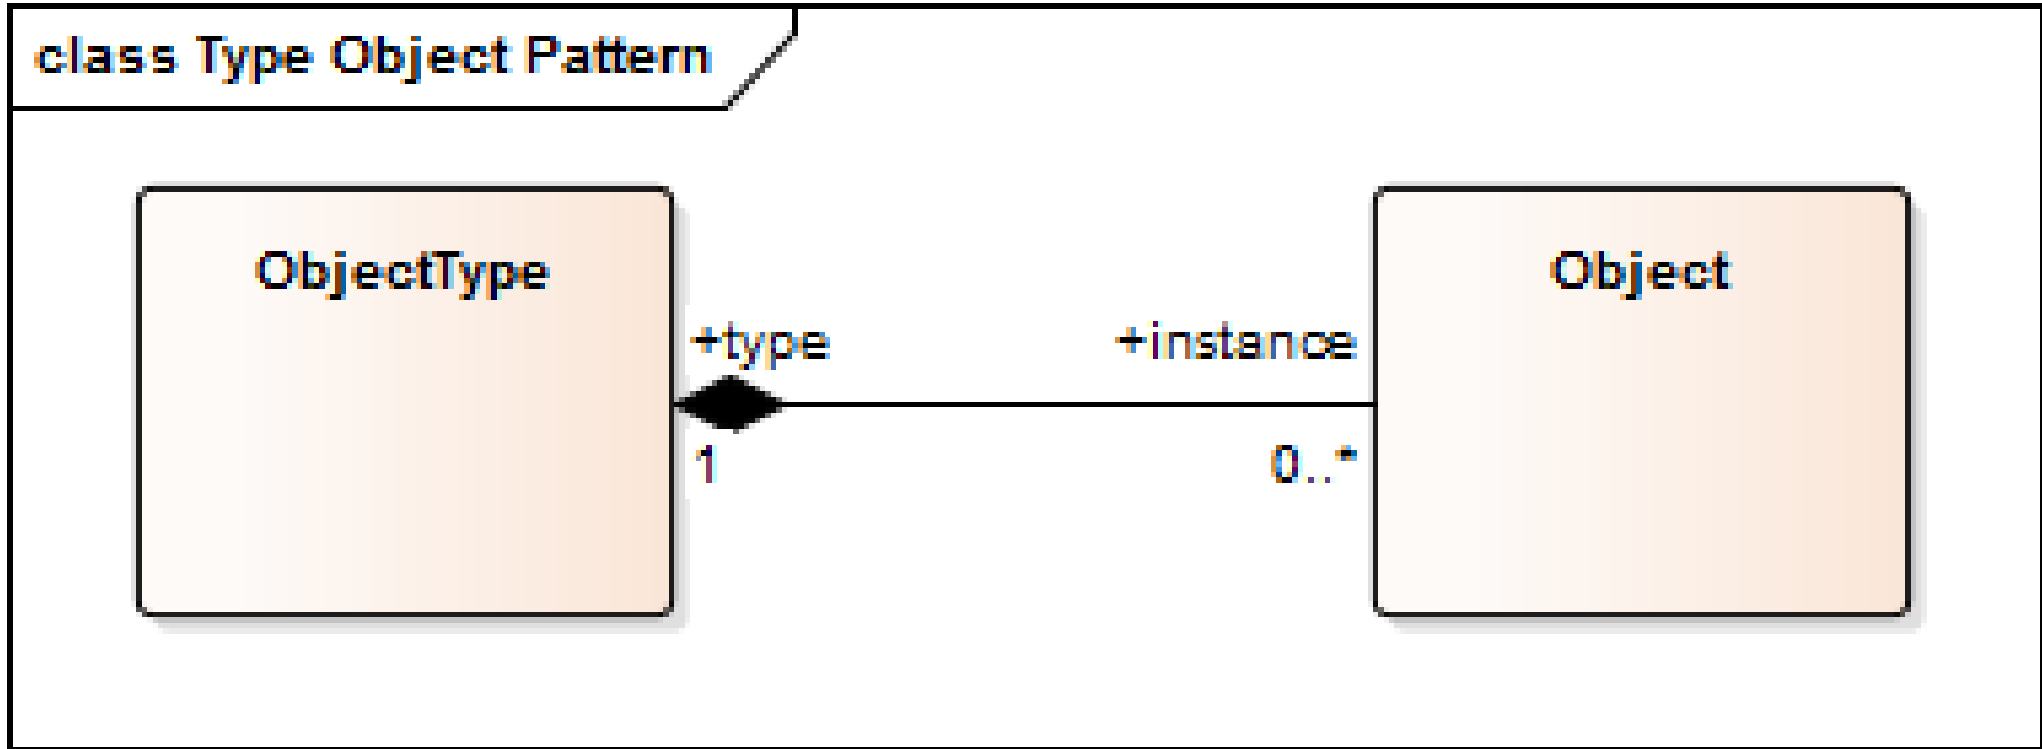 class Type Object Pattern
ObjectType
Object
+type
+instance
1
0..*